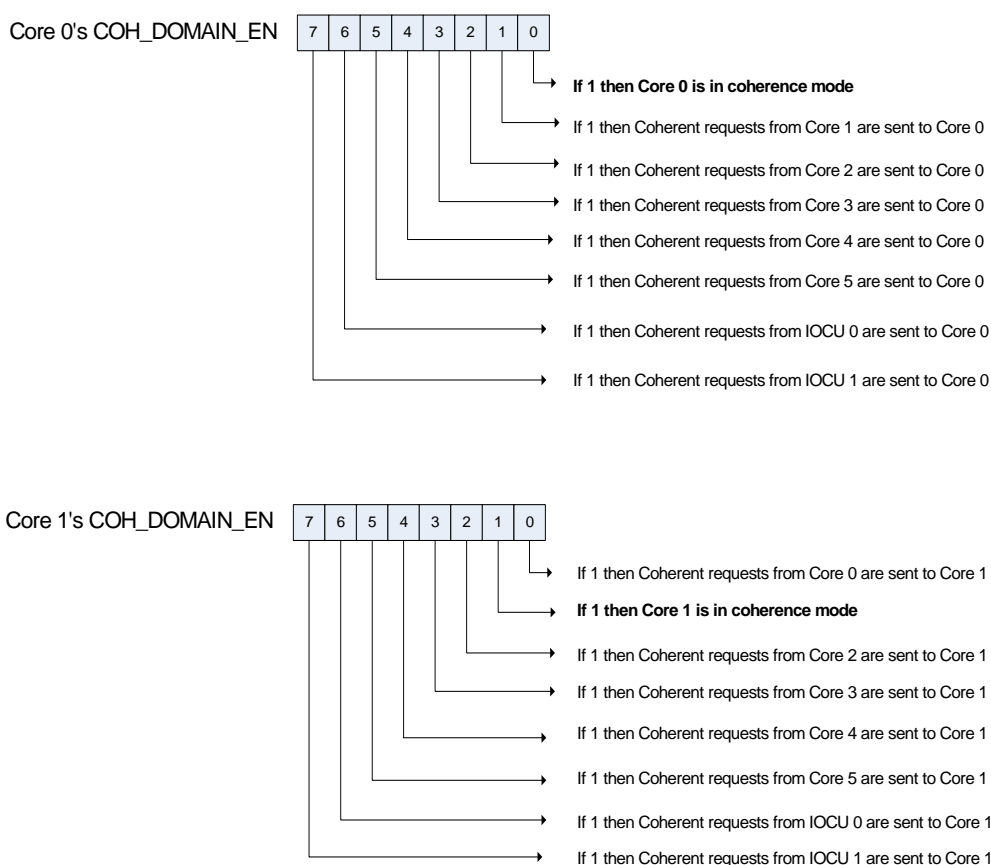 Core 0's COH_DOMAIN_EN 7 6 5 4 3 2 1 0
If 1 then Core 0 is in coherence mode
If 1 then Coherent requests from Core 1 are sent to Core 0
If 1 then Coherent requests from Core 2 are sent to Core 0
If 1 then Coherent requests from Core 3 are sent to Core 0
If 1 then Coherent requests from Core 4 are sent to Core 0
If 1 then Coherent requests from Core 5 are sent to Core 0
If 1 then Coherent requests from IOCU 0 are sent to Core 0
If 1 then Coherent requests from IOCU 1 are sent to Core 0
Core 1's COH_DOMAIN_EN 7 6 5 4 3 2 1 0
If 1 then Coherent requests from Core 0 are sent to Core 1
If 1 then Core 1 is in coherence mode
If 1 then Coherent requests from Core 2 are sent to Core 1
If 1 then Coherent requests from Core 3 are sent to Core 1
If 1 then Coherent requests from Core 4 are sent to Core 1
If 1 then Coherent requests from Core 5 are sent to Core 1
If 1 then Coherent requests from IOCU 0 are sent to Core 1
If 1 then Coherent requests from IOCU 1 are sent to Core 1